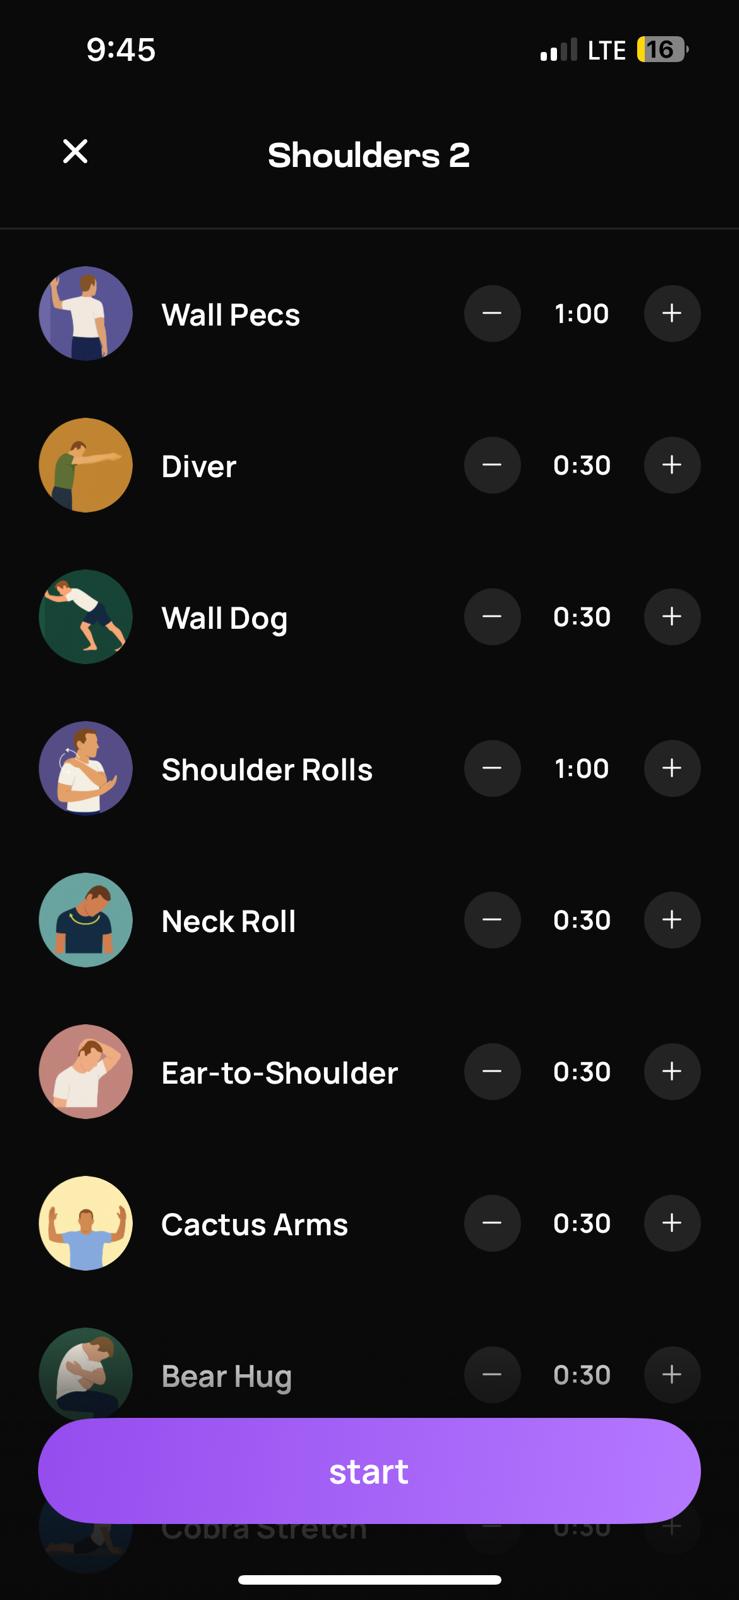 9:45 LTE 16
Shoulders 2
Wall Pecs − 1:00 +
Diver − 0:30 +
Wall Dog − 0:30 +
Shoulder Rolls − 1:00 +
Neck Roll − 0:30 +
Ear-to-Shoulder − 0:30 +
Cactus Arms − 0:30 +
Bear Hug − 0:30 +
start
Cobra Stretch − 0:30 +